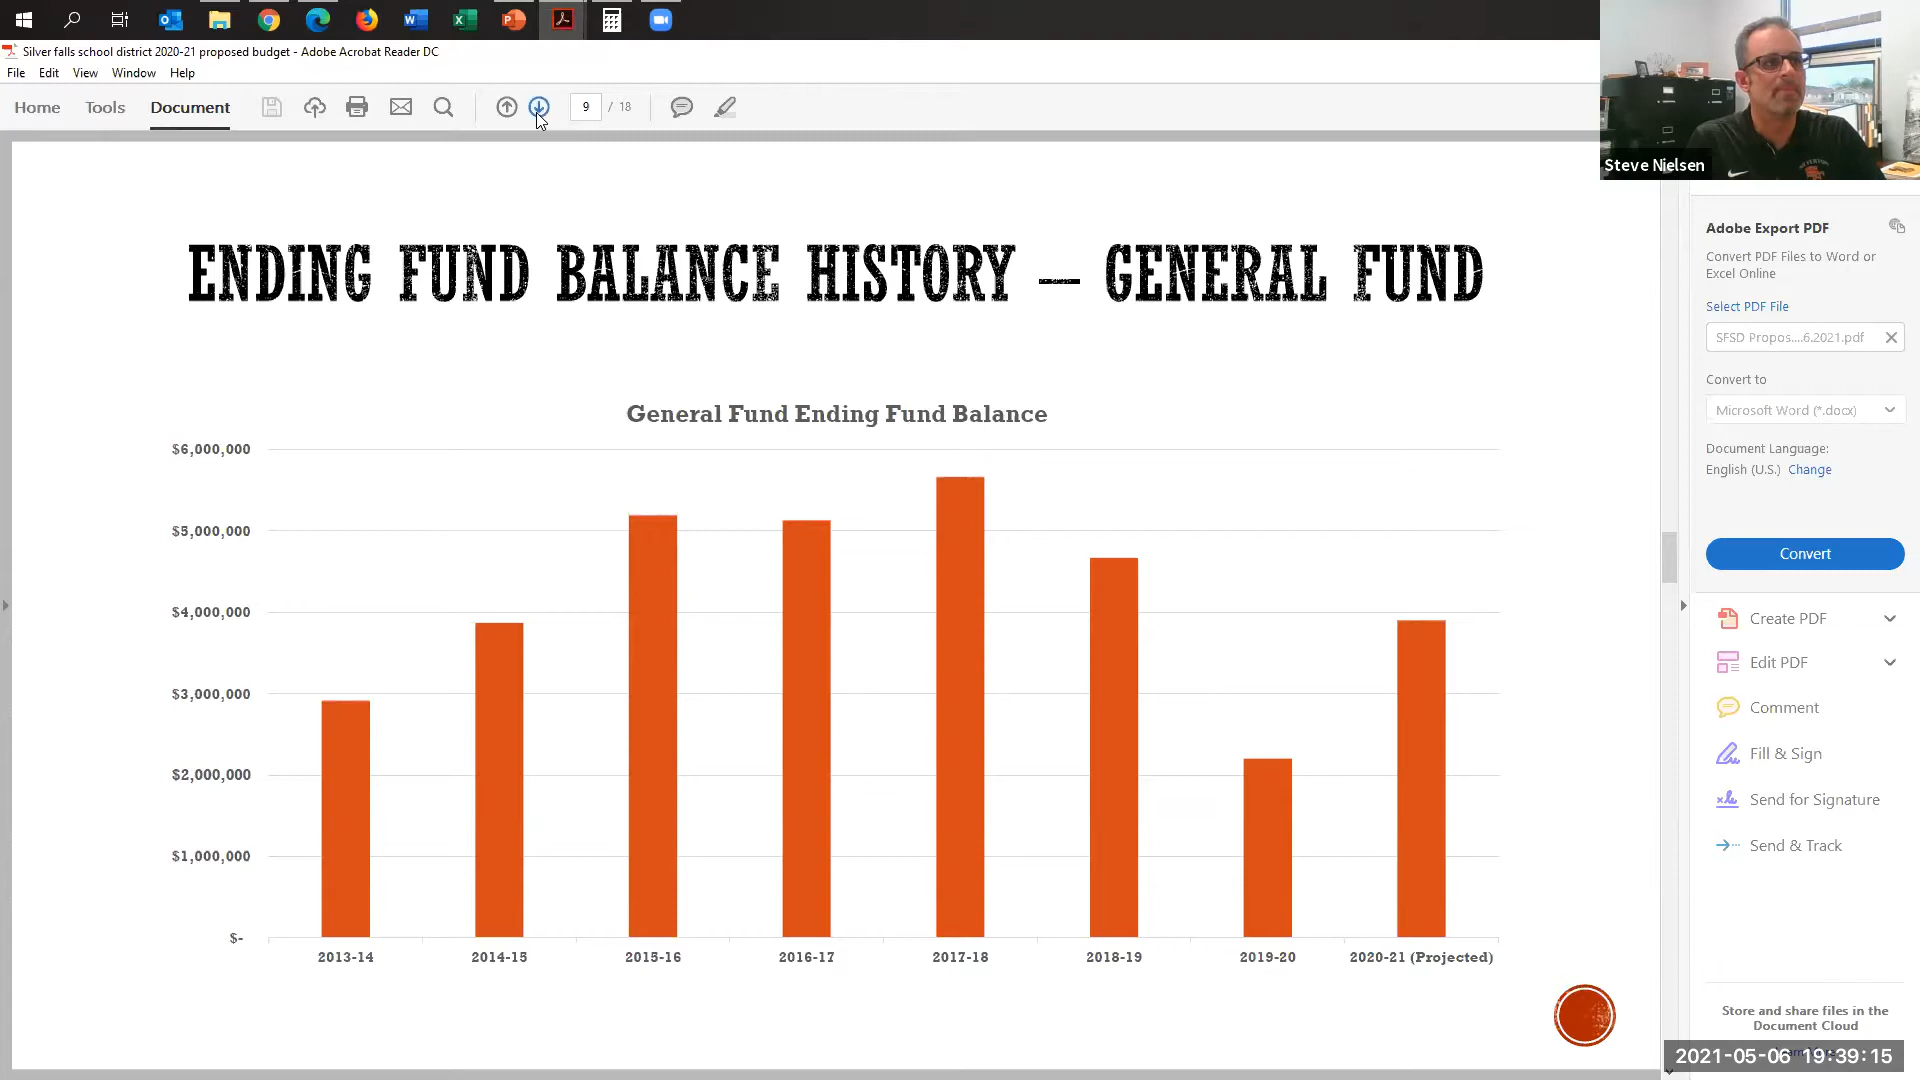 Silver falls school district 2020-21 proposed budget - Adobe Acrobat Reader DC
File Edit View Window Help
Home Tools Document 9 / 18
Steve Nielsen
ENDING FUND BALANCE HISTORY – GENERAL FUND
General Fund Ending Fund Balance
$6,000,000
$5,000,000
$4,000,000
$3,000,000
$2,000,000
$1,000,000
$-
2013-14 2014-15 2015-16 2016-17 2017-18 2018-19 2019-20 2020-21 (Projected)
Adobe Export PDF
Convert PDF Files to Word or
Excel Online
Select PDF File
SFSD Propos....6.2021.pdf
Convert to
Microsoft Word (*.docx)
Document Language:
English (U.S.) Change
Convert
Create PDF
Edit PDF
Comment
Fill & Sign
Send for Signature
Send & Track
Store and share files in the
Document Cloud
2021-05-06 19:39:15